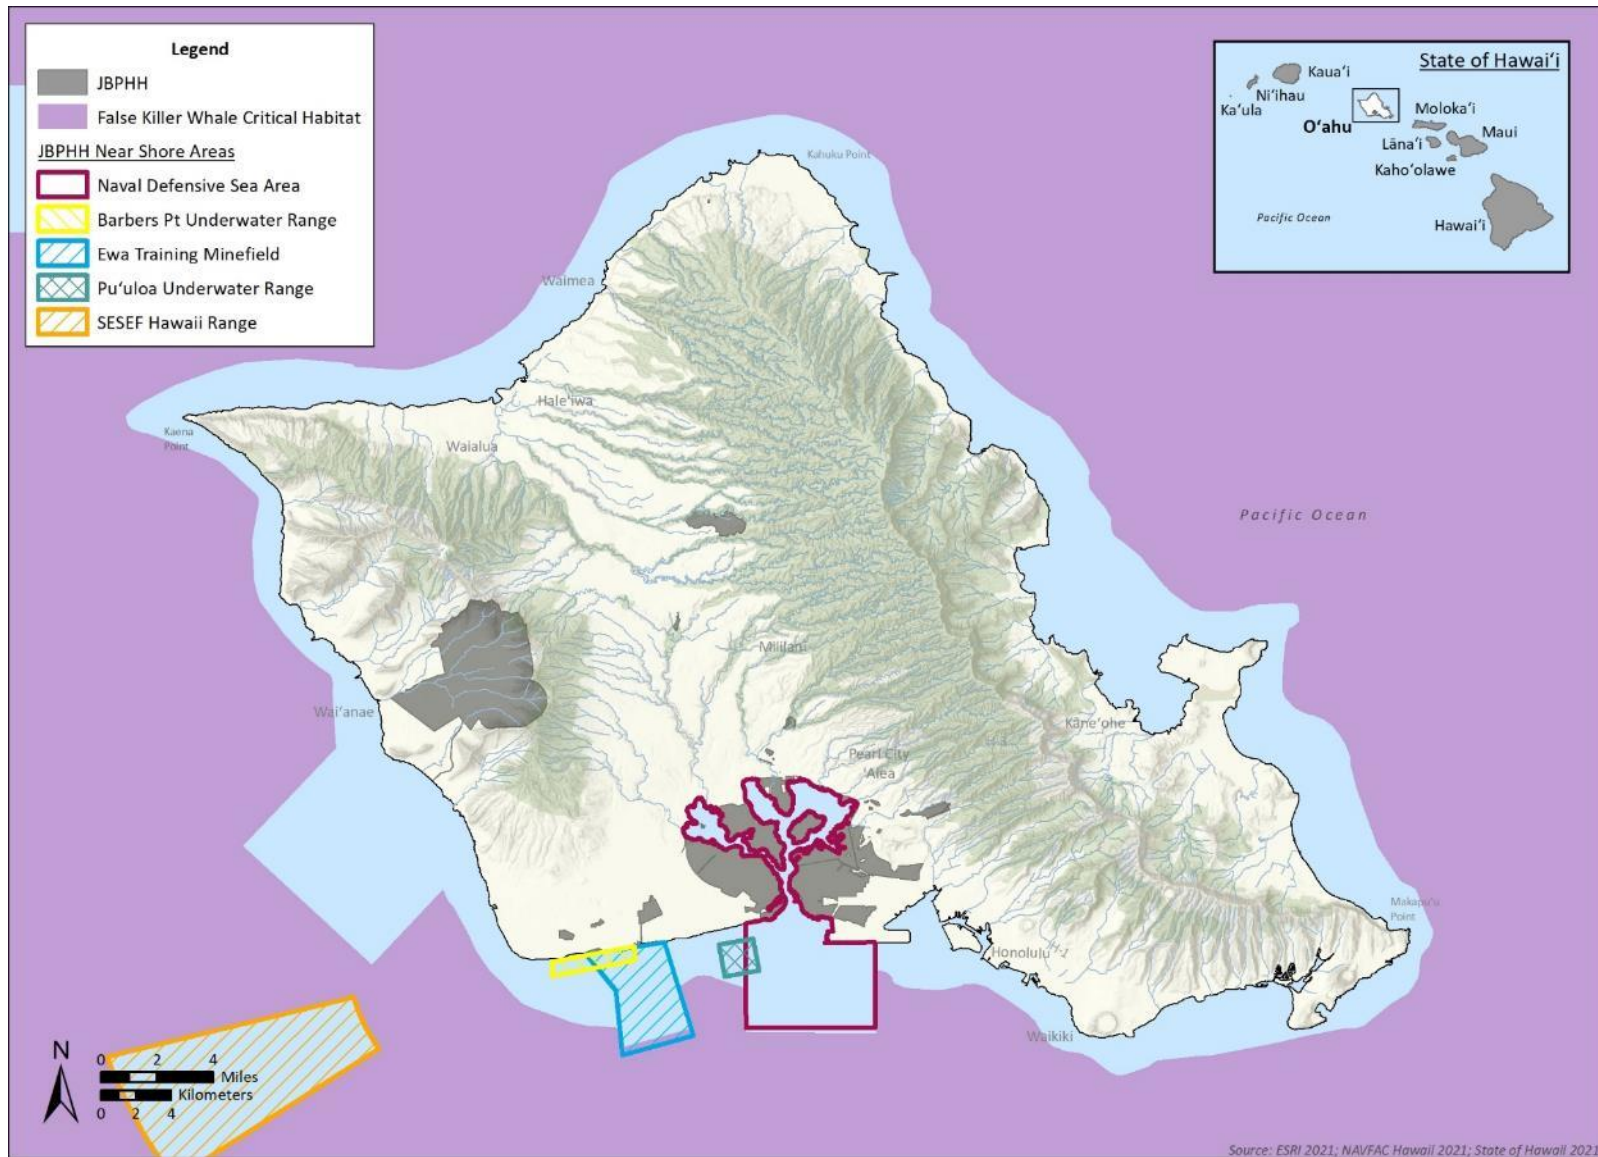 Legend
JBPHH
False Killer Whale Critical Habitat
JBPHH Near Shore Areas
Naval Defensive Sea Area
Barbers Pt Underwater Range
Ewa Training Minefield
Pu‘uloa Underwater Range
SESEF Hawaii Range
State of Hawai‘i
Kaua‘i
Ni‘ihau
Ka‘ula
O‘ahu
Moloka‘i
Maui
Lāna‘i
Kaho‘olawe
Pacific Ocean
Hawai‘i
Kahuku Point
Waimea
Hale‘iwa
Kaena
Point
Waialua
Pacific Ocean
Mililani
Wai‘anae
Kāne‘ohe
Pearl City
‘Aiea
Makapu‘u
Point
Honolulu
H-1
Waikiki
N
0 2 4
Miles
Kilometers
0 2 4
Source: ESRI 2021; NAVFAC Hawaii 2021; State of Hawaii 2021